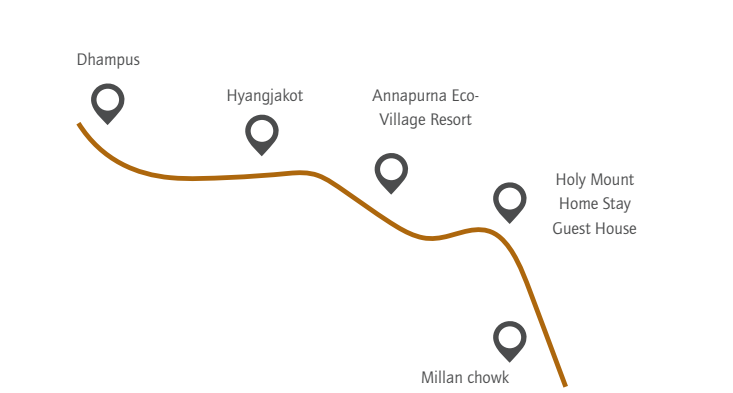 Dhampus
Hyangjakot
Annapurna Eco-
Village Resort
Holy Mount
Home Stay
Guest House
Millan chowk